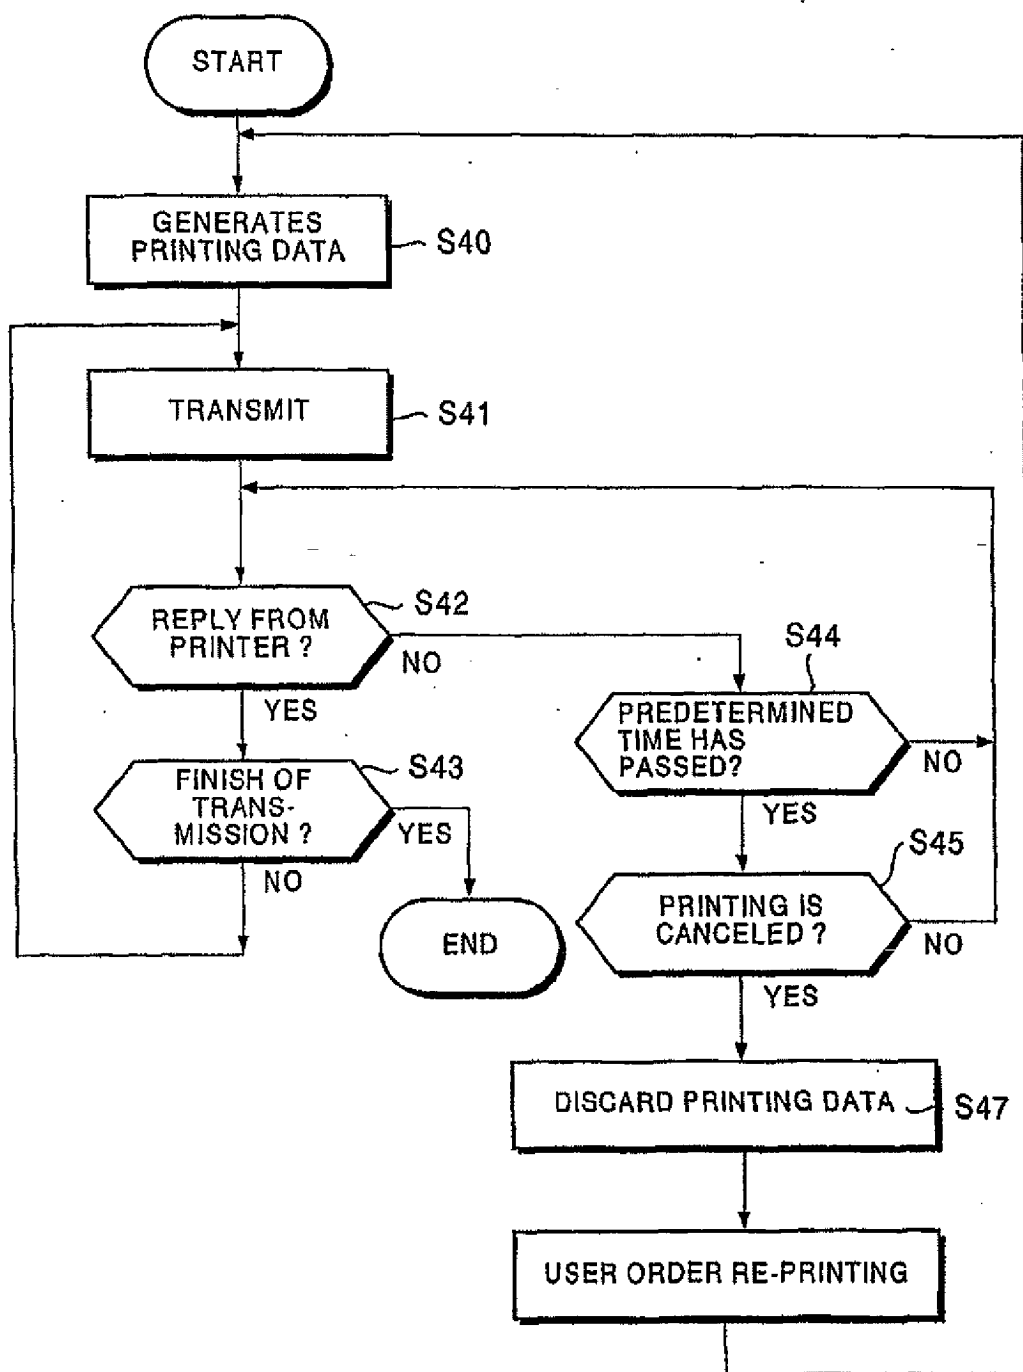 START
GENERATES
PRINTING DATA
S40
TRANSMIT
S41
REPLY FROM
PRINTER ?
S42
NO
YES
S44
PREDETERMINED
TIME HAS
PASSED?
NO
YES
FINISH OF
TRANS-
MISSION ?
S43
YES
NO
END
S45
PRINTING IS
CANCELED ?
NO
YES
DISCARD PRINTING DATA
S47
USER ORDER RE-PRINTING